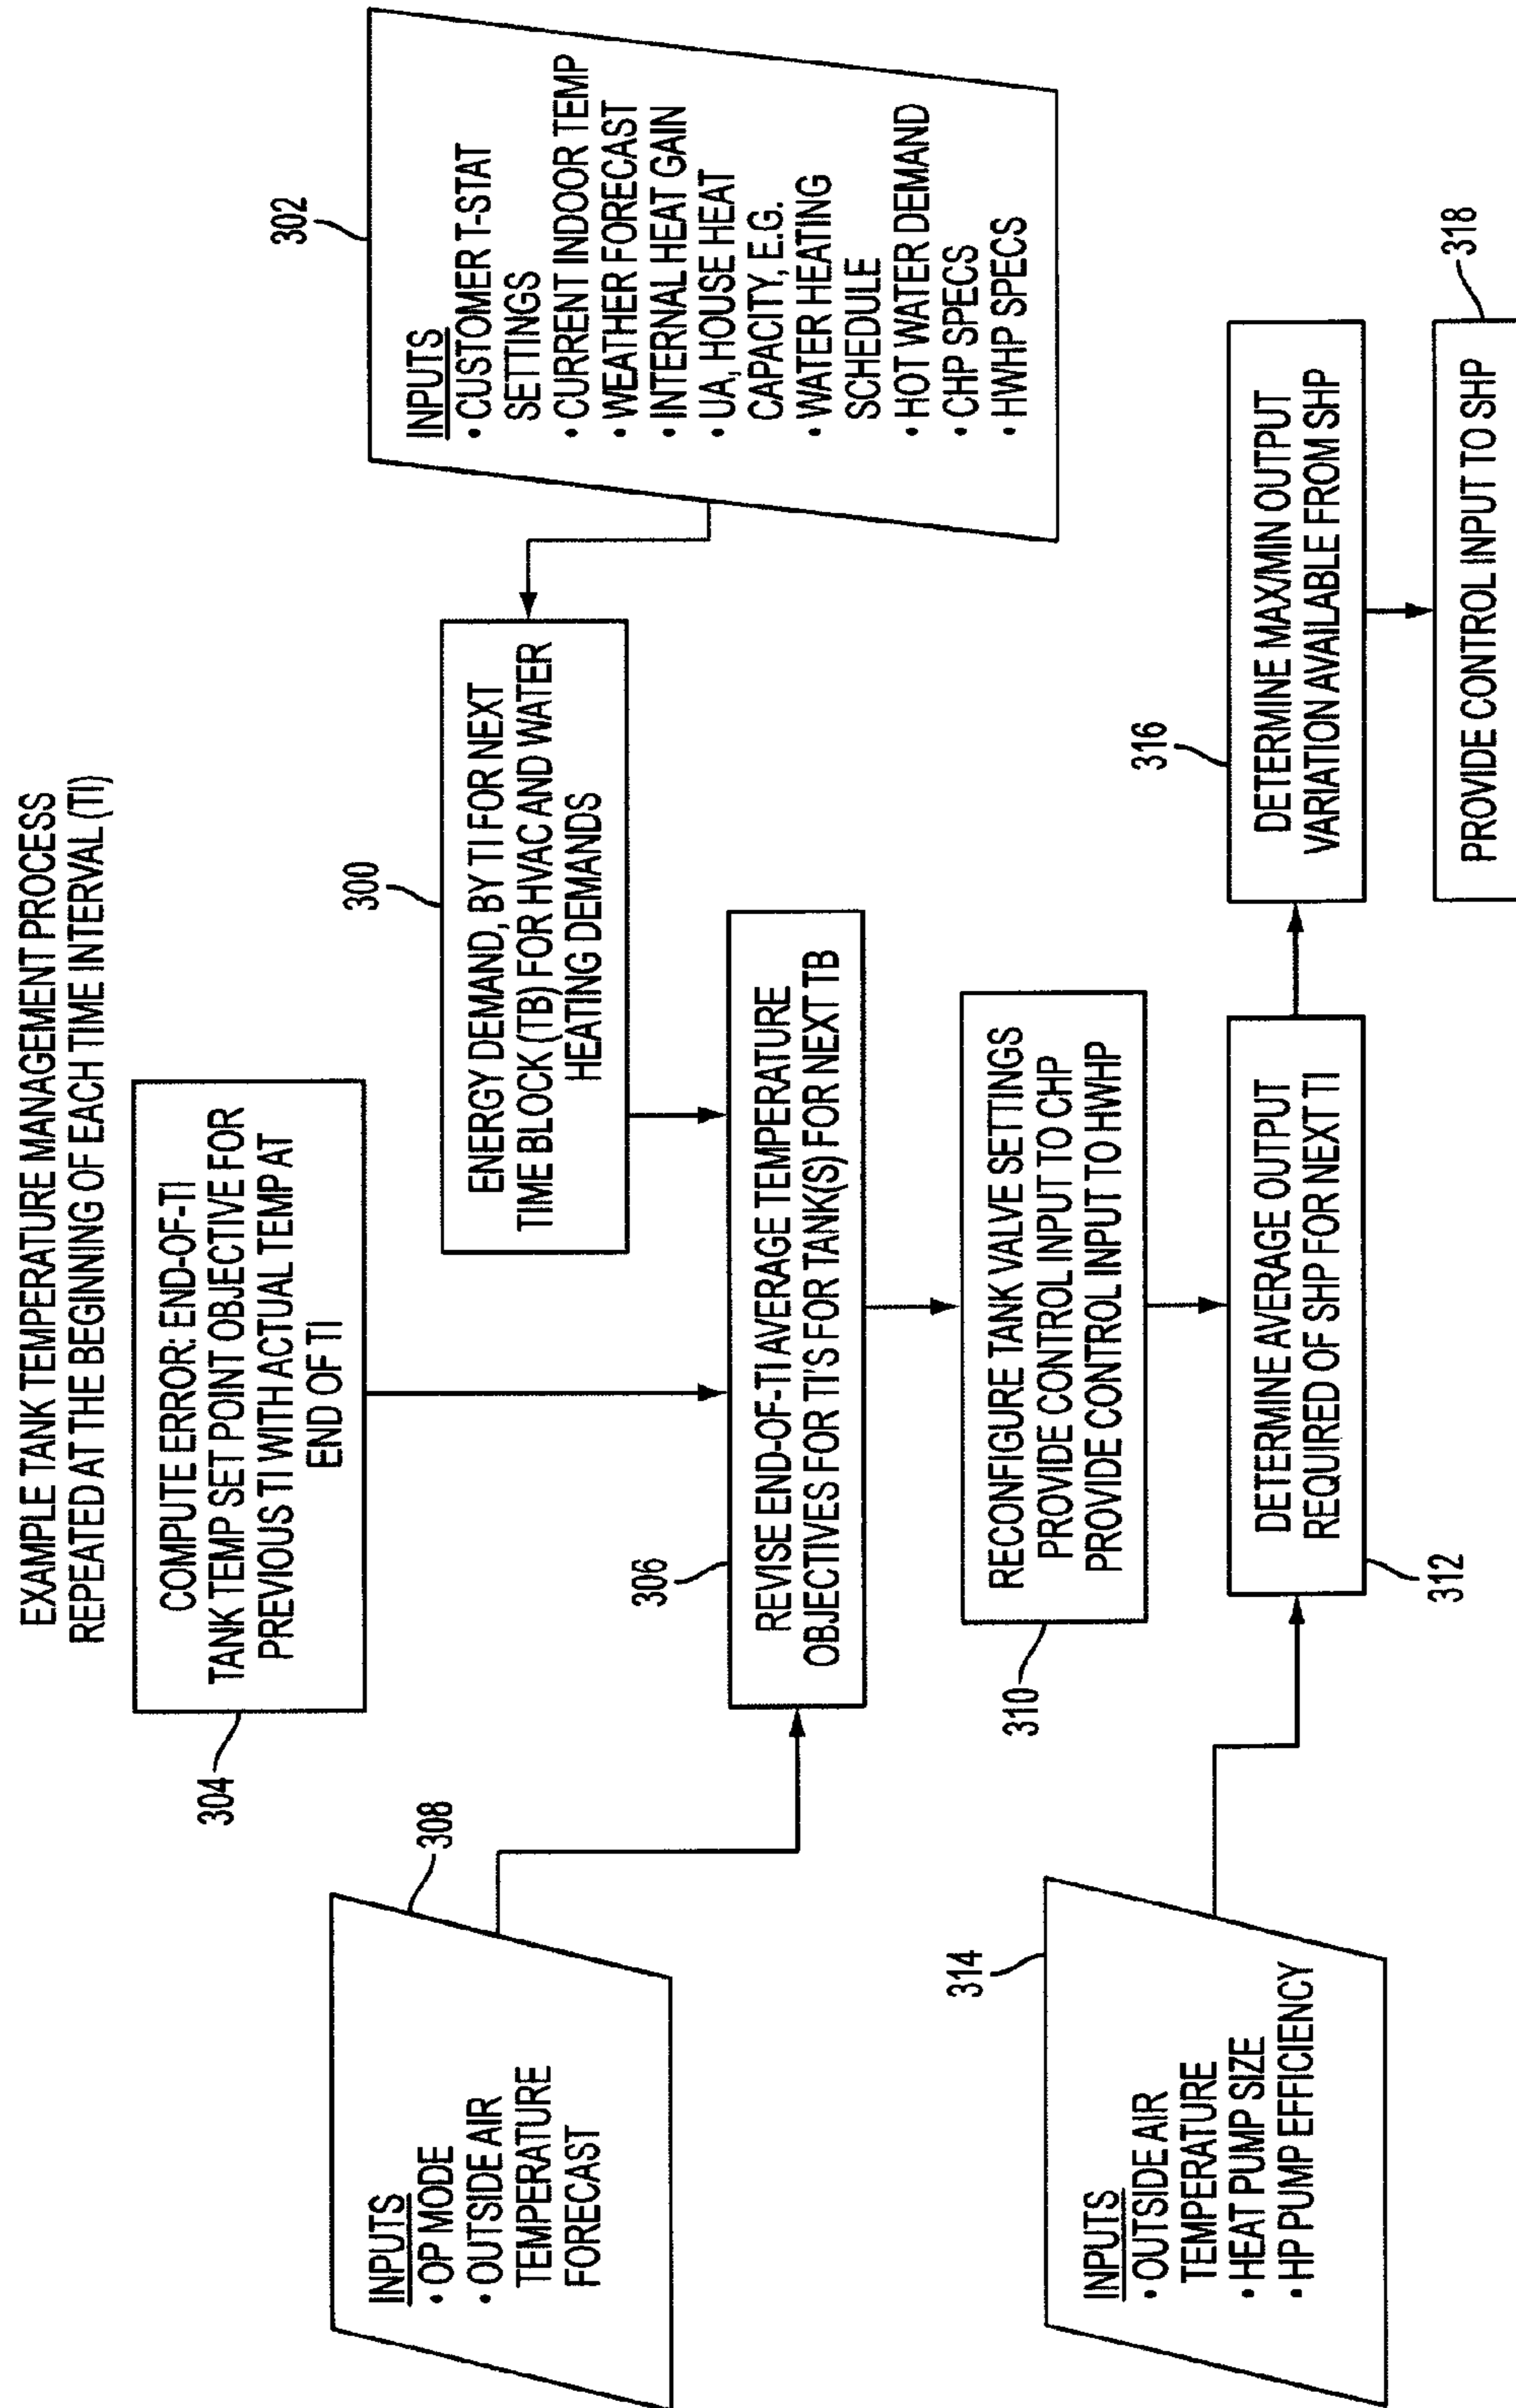 EXAMPLE TANK TEMPERATURE MANAGEMENT PROCESS
REPEATED AT THE BEGINNING OF EACH TIME INTERVAL (TI)
304
COMPUTE ERROR: END-OF-TI
TANK TEMP SET POINT OBJECTIVE FOR
PREVIOUS TI WITH ACTUAL TEMP AT
END OF TI
302
INPUTS
• CUSTOMER T-STAT
SETTINGS
• CURRENT INDOOR TEMP
• WEATHER FORECAST
• INTERNAL HEAT GAIN
• UA, HOUSE HEAT
CAPACITY, E.G.
• WATER HEATING
SCHEDULE
• HOT WATER DEMAND
• CHP SPECS
• HWHP SPECS
300
ENERGY DEMAND, BY TI FOR NEXT
TIME BLOCK (TB) FOR HVAC AND WATER
HEATING DEMANDS
308
INPUTS
• OP MODE
• OUTSIDE AIR
TEMPERATURE
FORECAST
306
REVISE END-OF-TI AVERAGE TEMPERATURE
OBJECTIVES FOR TI'S FOR TANK(S) FOR NEXT TB
310
RECONFIGURE TANK VALVE SETTINGS
PROVIDE CONTROL INPUT TO CHP
PROVIDE CONTROL INPUT TO HWHP
314
INPUTS
• OUTSIDE AIR
TEMPERATURE
• HEAT PUMP SIZE
• HP PUMP EFFICIENCY
312
DETERMINE AVERAGE OUTPUT
REQUIRED OF SHP FOR NEXT TI
316
DETERMINE MAX/MIN OUTPUT
VARIATION AVAILABLE FROM SHP
318
PROVIDE CONTROL INPUT TO SHP